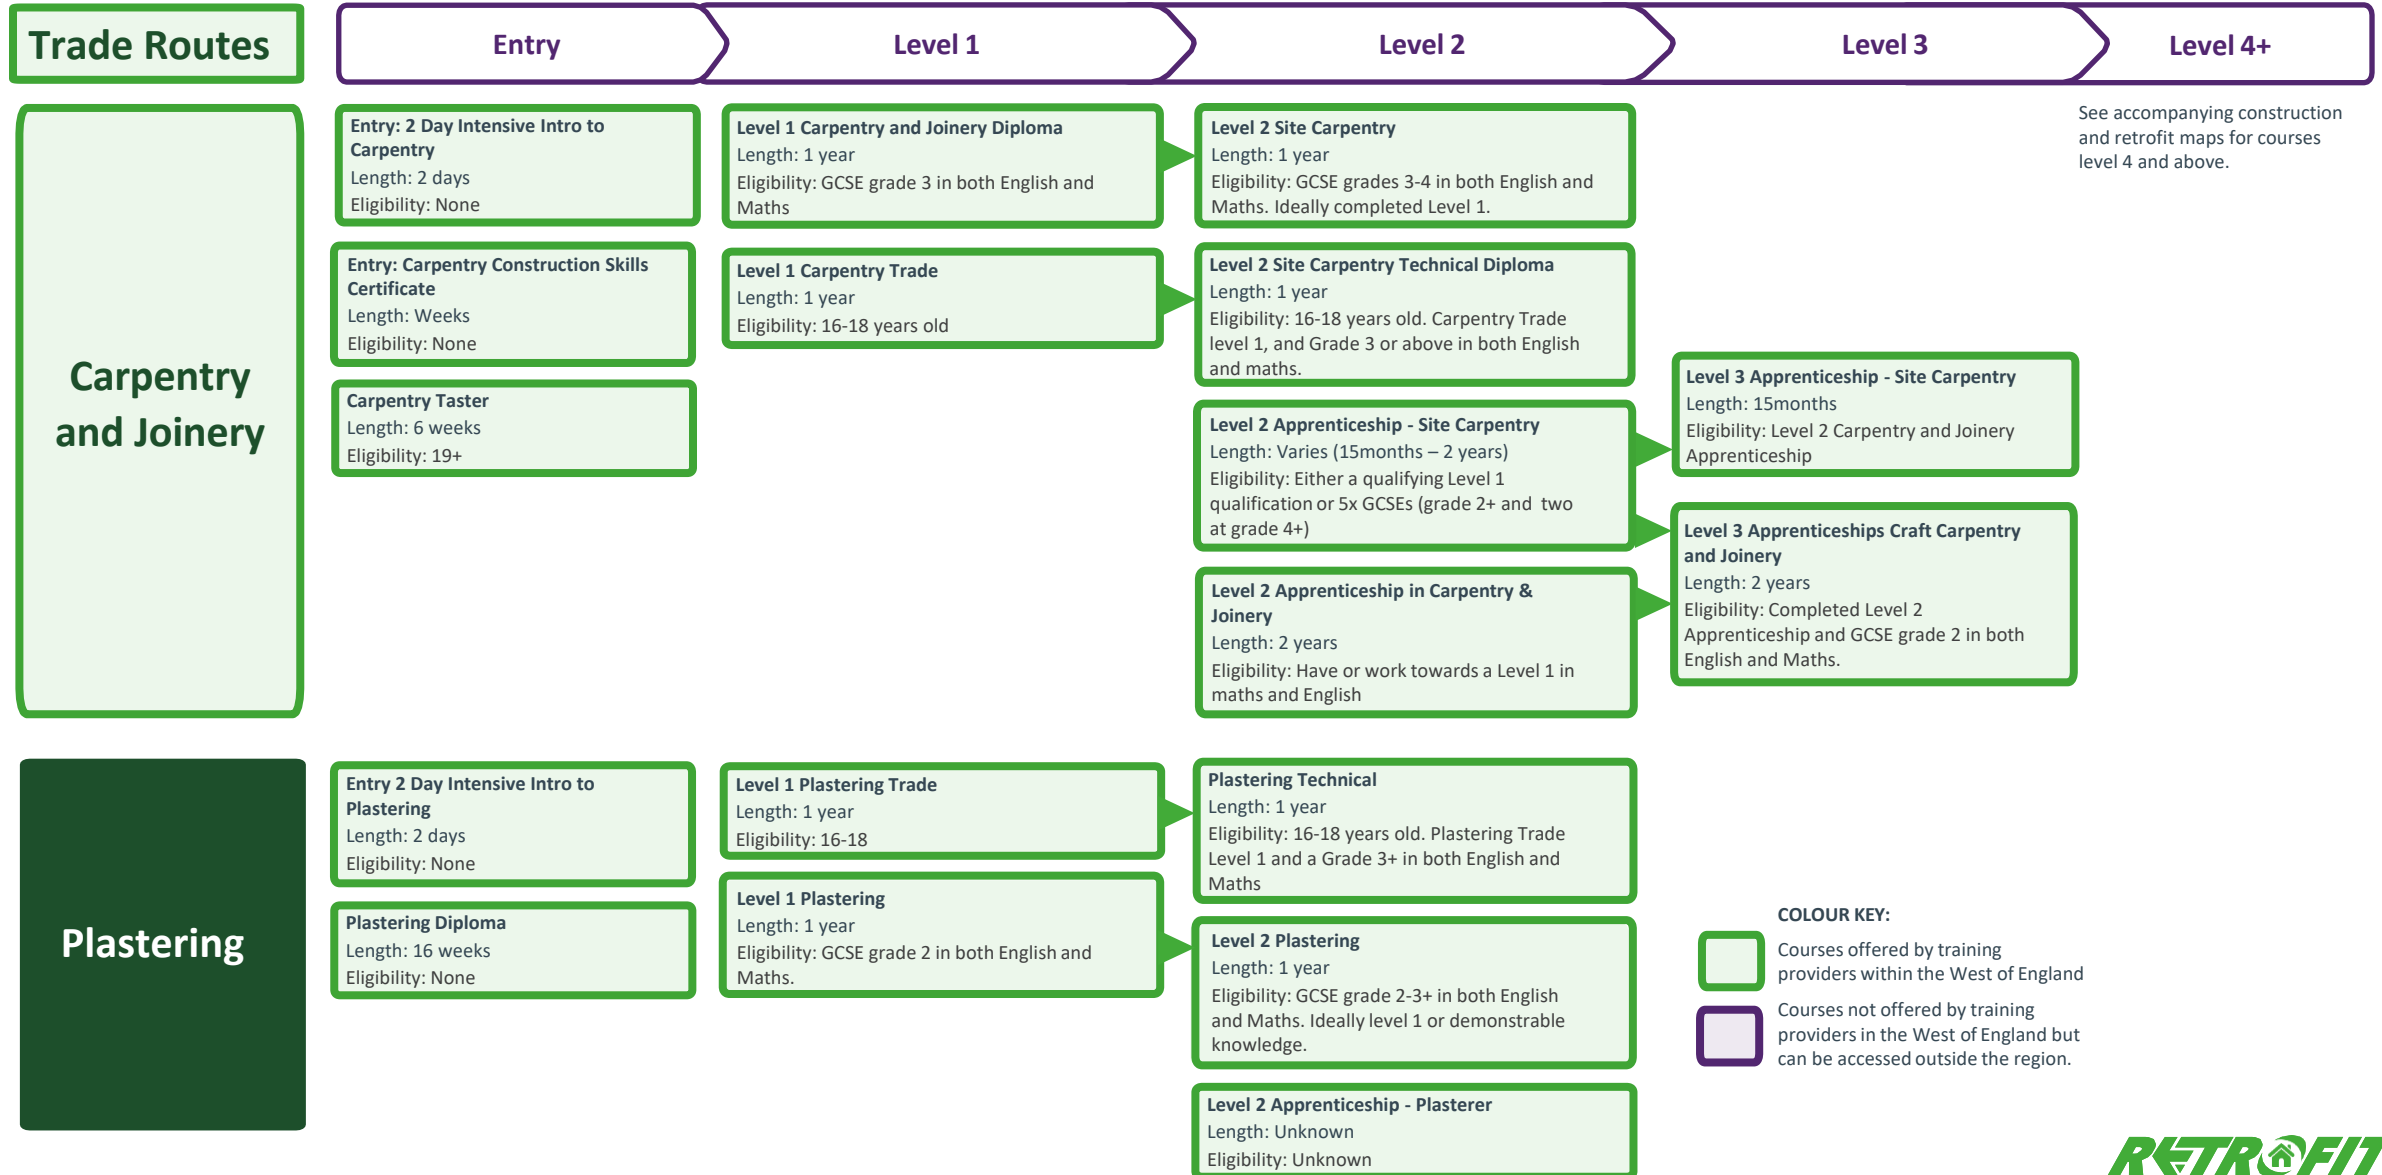 Trade Routes
Entry
Level 1
Level 2
Level 3
Level 4+
Carpentry
and Joinery
Entry: 2 Day Intensive Intro to
Carpentry
Length: 2 days
Eligibility: None
Entry: Carpentry Construction Skills
Certificate
Length: Weeks
Eligibility: None
Carpentry Taster
Length: 6 weeks
Eligibility: 19+
Level 1 Carpentry and Joinery Diploma
Length: 1 year
Eligibility: GCSE grade 3 in both English and
Maths
Level 1 Carpentry Trade
Length: 1 year
Eligibility: 16-18 years old
Level 2 Site Carpentry
Length: 1 year
Eligibility: GCSE grades 3-4 in both English and
Maths. Ideally completed Level 1.
Level 2 Site Carpentry Technical Diploma
Length: 1 year
Eligibility: 16-18 years old. Carpentry Trade
level 1, and Grade 3 or above in both English
and maths.
Level 2 Apprenticeship - Site Carpentry
Length: Varies (15months – 2 years)
Eligibility: Either a qualifying Level 1
qualification or 5x GCSEs (grade 2+ and two
at grade 4+)
Level 2 Apprenticeship in Carpentry &
Joinery
Length: 2 years
Eligibility: Have or work towards a Level 1 in
maths and English
Level 3 Apprenticeship - Site Carpentry
Length: 15months
Eligibility: Level 2 Carpentry and Joinery
Apprenticeship
Level 3 Apprenticeships Craft Carpentry
and Joinery
Length: 2 years
Eligibility: Completed Level 2
Apprenticeship and GCSE grade 2 in both
English and Maths.
See accompanying construction
and retrofit maps for courses
level 4 and above.
Plastering
Entry 2 Day Intensive Intro to
Plastering
Length: 2 days
Eligibility: None
Plastering Diploma
Length: 16 weeks
Eligibility: None
Level 1 Plastering Trade
Length: 1 year
Eligibility: 16-18
Level 1 Plastering
Length: 1 year
Eligibility: GCSE grade 2 in both English and
Maths.
Plastering Technical
Length: 1 year
Eligibility: 16-18 years old. Plastering Trade
Level 1 and a Grade 3+ in both English and
Maths
Level 2 Plastering
Length: 1 year
Eligibility: GCSE grade 2-3+ in both English
and Maths. Ideally level 1 or demonstrable
knowledge.
Level 2 Apprenticeship - Plasterer
Length: Unknown
Eligibility: Unknown
COLOUR KEY:
Courses offered by training
providers within the West of England
Courses not offered by training
providers in the West of England but
can be accessed outside the region.
RETROFIT